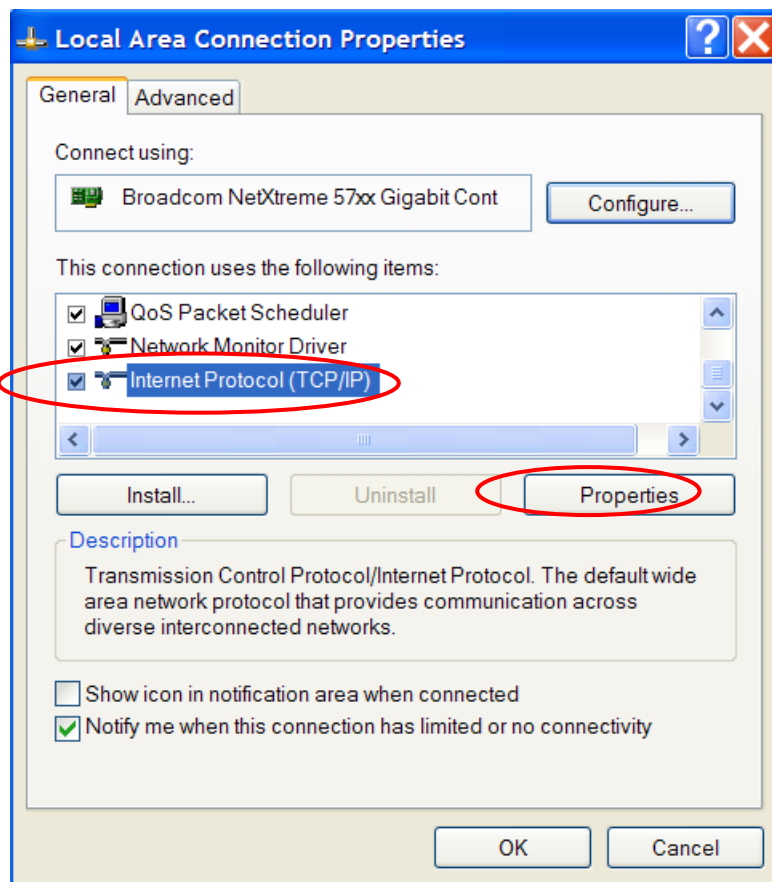 Local Area Connection Properties
General
Advanced
Connect using:
Broadcom NetXtreme 57xx Gigabit Cont
Configure...
This connection uses the following items:
QoS Packet Scheduler
Network Monitor Driver
Internet Protocol (TCP/IP)
Install...
Uninstall
Properties
Description
Transmission Control Protocol/Internet Protocol. The default wide
area network protocol that provides communication across
diverse interconnected networks.
Show icon in notification area when connected
Notify me when this connection has limited or no connectivity
OK
Cancel